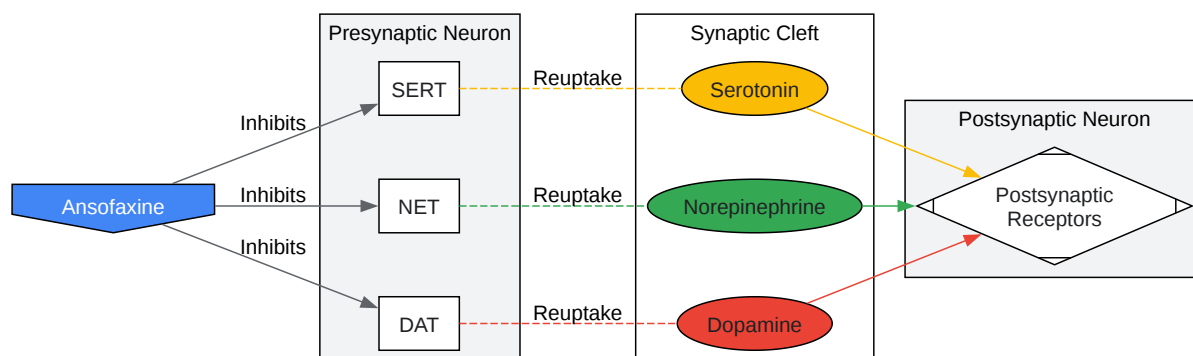 Presynaptic Neuron
Synaptic Cleft
SERT
Reuptake
Serotonin
Inhibits
Postsynaptic Neuron
Ansofaxine
Inhibits
NET
Reuptake
Norepinephrine
Postsynaptic
Receptors
Inhibits
DAT
Reuptake
Dopamine